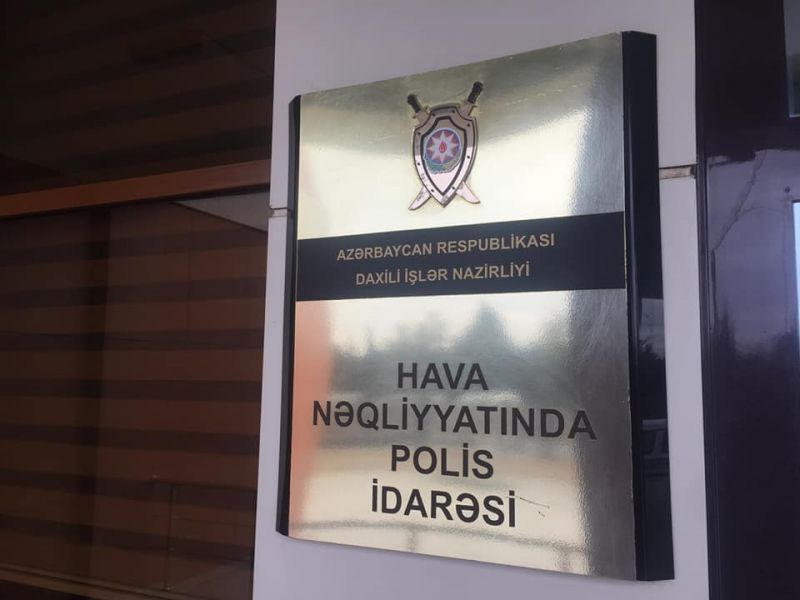 AZƏRBAYCAN RESPUBLİKASI
DAXİLİ İŞLƏR NAZİRLİYİ
HAVA
NƏQLİYYATINDA
POLİS
İDARƏSİ